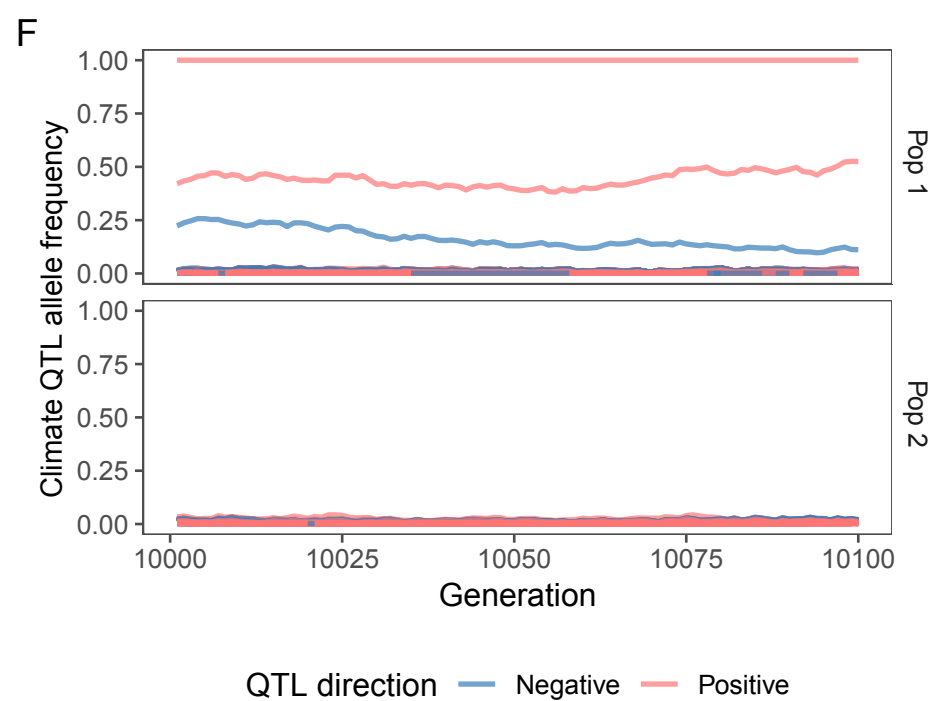 F
Climate QTL allele frequency
1.00
0.75
0.50
0.25
0.00
Pop 1
1.00
0.75
0.50
0.25
0.00
Pop 2
10000 10025 10050 10075 10100
Generation
QTL direction Negative Positive